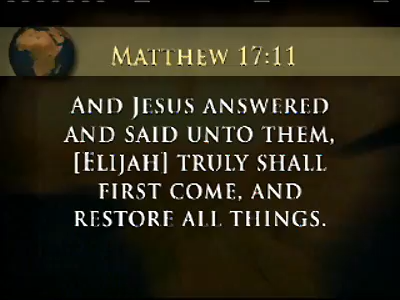 MATTHEW 17:11
AND JESUS ANSWERED
AND SAID UNTO THEM,
[ELIJAH] TRULY SHALL
FIRST COME, AND
RESTORE ALL THINGS.